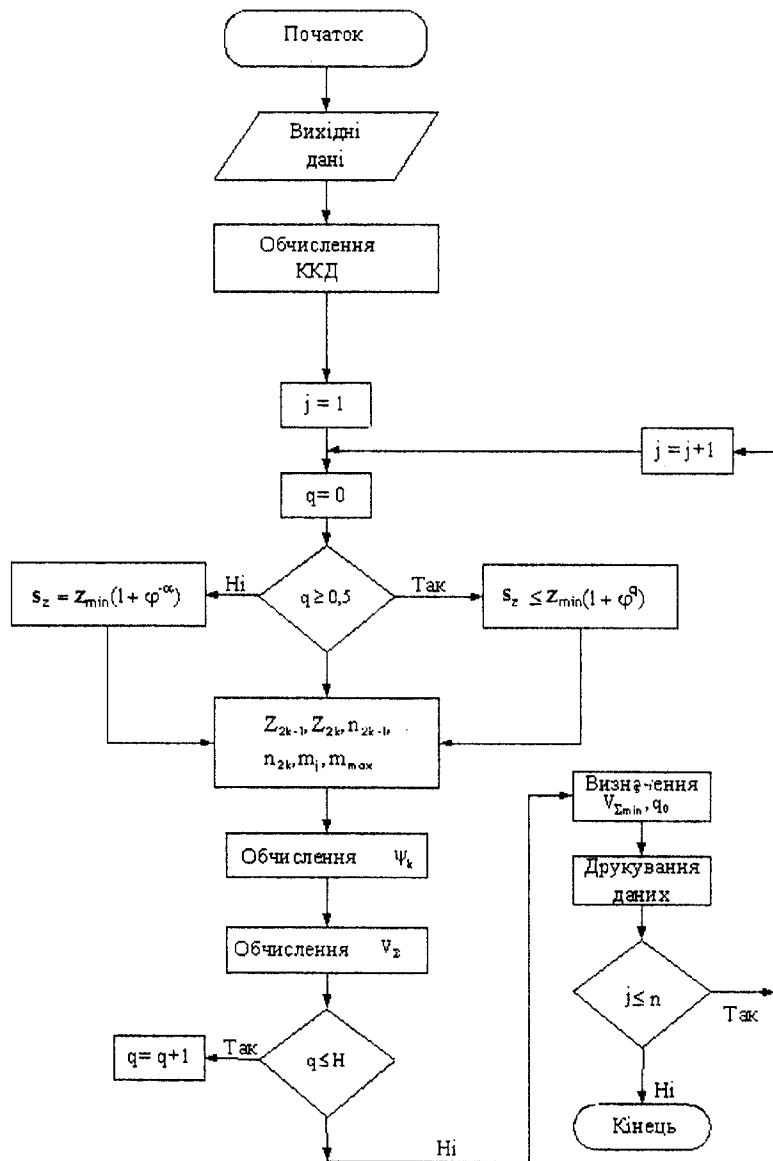 Початок
Вихідні
дані
Обчислення
ККД
j = 1
j = j+1
q= 0
Ні
q ≥ 0,5
Так
s_z = z_min(1 + φ^-α)
s_z ≤ z_min(1 + φ^q)
Z_2k-1, Z_2k, n_2k-1,
n_2k, m_j, m_max
Обчислення ψ_k
Обчислення V_Σ
q= q+1
Так
q ≤ H
Ні
Визначення
V_Σmin, q_0
Друкування
даних
j ≤ n
Так
Ні
Кінець